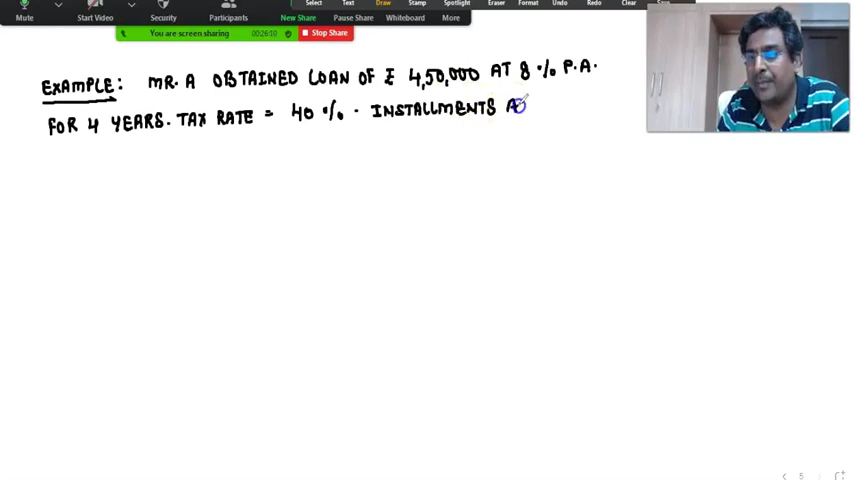 Select Text Draw Stamp Spotlight Eraser Format Undo Redo Clear Save
Mute Start Video Security Participants New Share Pause Share Whiteboard More
You are screen sharing 00:26:10 Stop Share
EXAMPLE: MR. A OBTAINED LOAN OF ₹ 4,50,000 AT 8 % P.A.
FOR 4 YEARS. TAX RATE = 40 %. INSTALLMENTS A
5